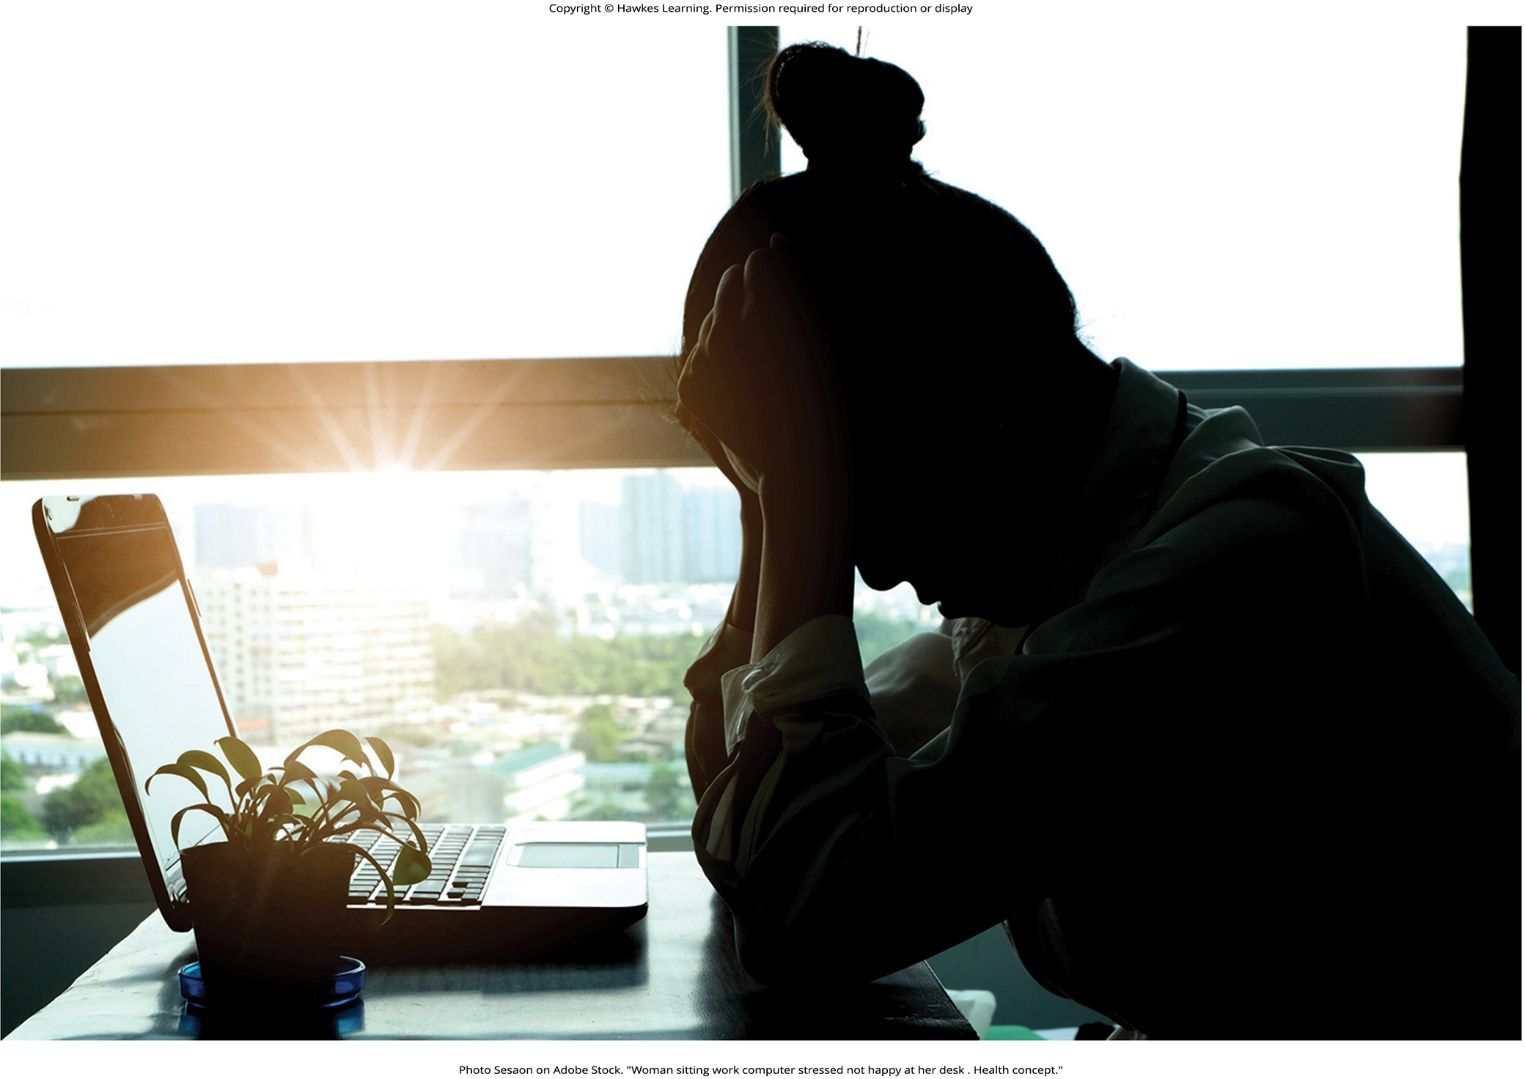 Copyright © Hawkes Learning. Permission required for reproduction or display
Photo Sesaon on Adobe Stock. "Woman sitting work computer stressed not happy at her desk . Health concept."